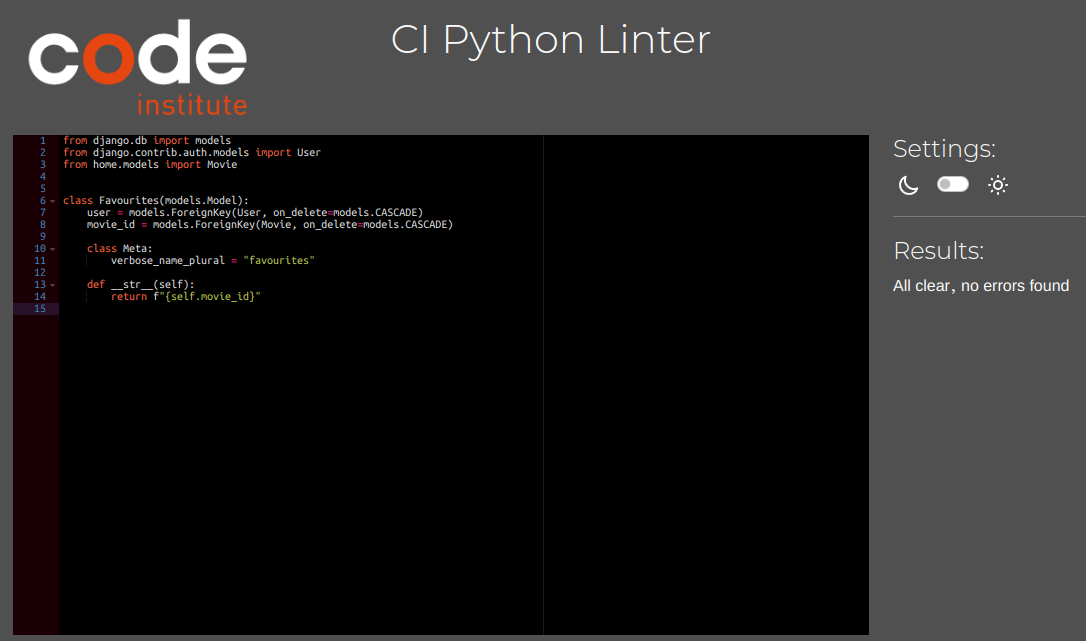 code
institute
CI Python Linter
1 from django.db import models
2 from django.contrib.auth.models import User
3 from home.models import Movie
4
5
6 class Favourites(models.Model):
7     user = models.ForeignKey(User, on_delete=models.CASCADE)
8     movie_id = models.ForeignKey(Movie, on_delete=models.CASCADE)
9
10     class Meta:
11         verbose_name_plural = "favourites"
12
13     def __str__(self):
14         return f"{self.movie_id}"
15
Settings:
Results:
All clear, no errors found